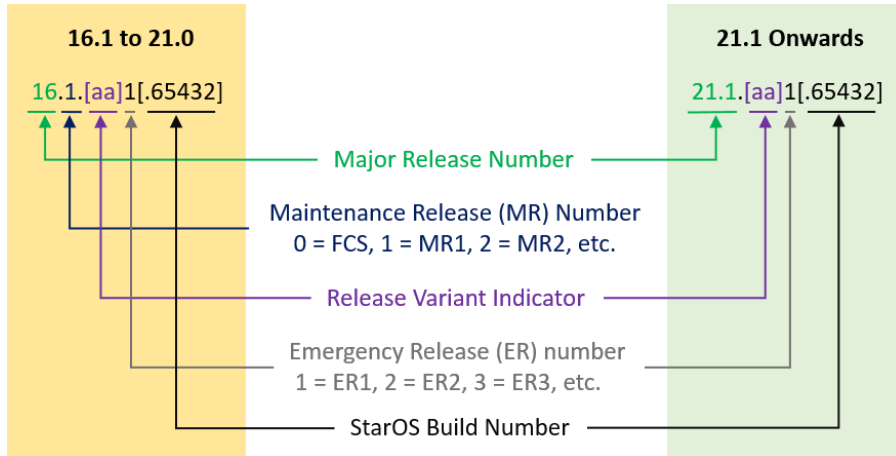 16.1 to 21.0
21.1 Onwards
16.1.[aa]1[.65432]
21.1.[aa]1[.65432]
Major Release Number
Maintenance Release (MR) Number
0 = FCS, 1 = MR1, 2 = MR2, etc.
Release Variant Indicator
Emergency Release (ER) number
1 = ER1, 2 = ER2, 3 = ER3, etc.
StarOS Build Number